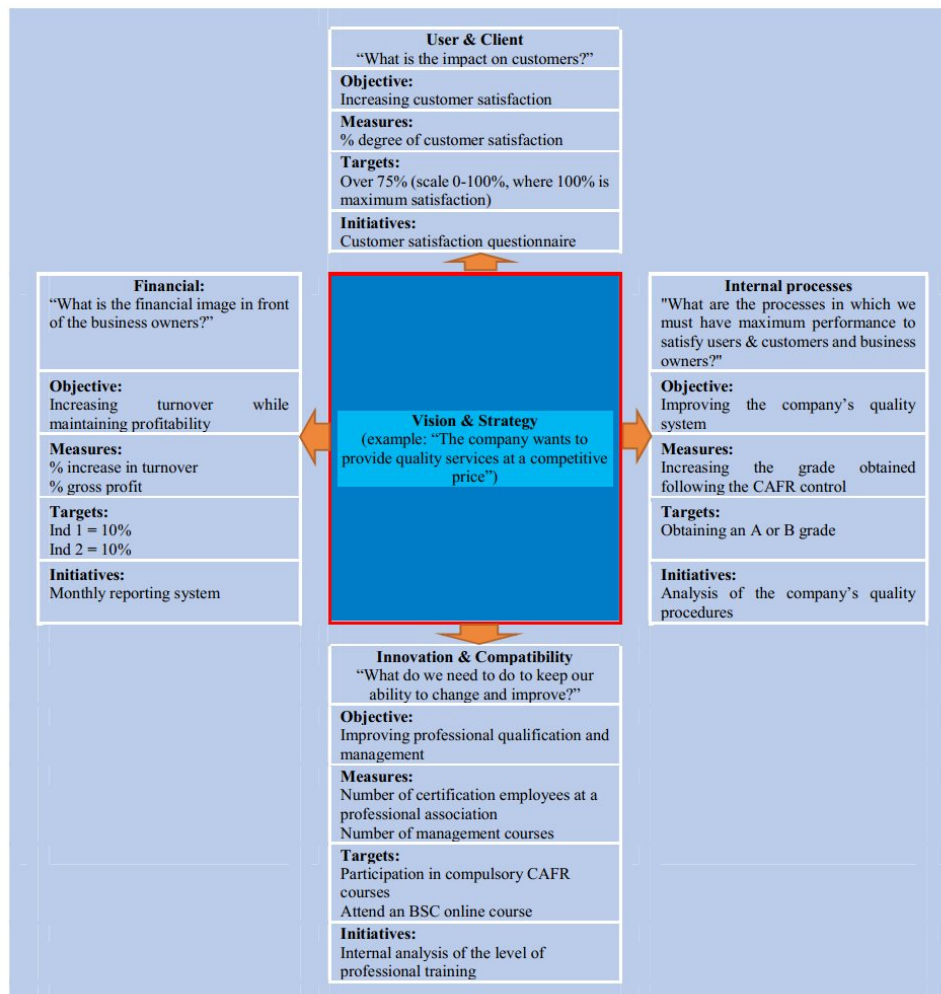 User & Client
“What is the impact on customers?”
Objective:
Increasing customer satisfaction
Measures:
% degree of customer satisfaction
Targets:
Over 75% (scale 0-100%, where 100% is
maximum satisfaction)
Initiatives:
Customer satisfaction questionnaire
Financial:
“What is the financial image in front
of the business owners?”
Objective:
Increasing turnover while
maintaining profitability
Measures:
% increase in turnover
% gross profit
Targets:
Ind 1 = 10%
Ind 2 = 10%
Initiatives:
Monthly reporting system
Vision & Strategy
(example: “The company wants to
provide quality services at a competitive
price”)
Internal processes
"What are the processes in which we
must have maximum performance to
satisfy users & customers and business
owners?"
Objective:
Improving the company’s quality
system
Measures:
Increasing the grade obtained
following the CAFR control
Targets:
Obtaining an A or B grade
Initiatives:
Analysis of the company’s quality
procedures
Innovation & Compatibility
“What do we need to do to keep our
ability to change and improve?”
Objective:
Improving professional qualification and
management
Measures:
Number of certification employees at a
professional association
Number of management courses
Targets:
Participation in compulsory CAFR
courses
Attend an BSC online course
Initiatives:
Internal analysis of the level of
professional training